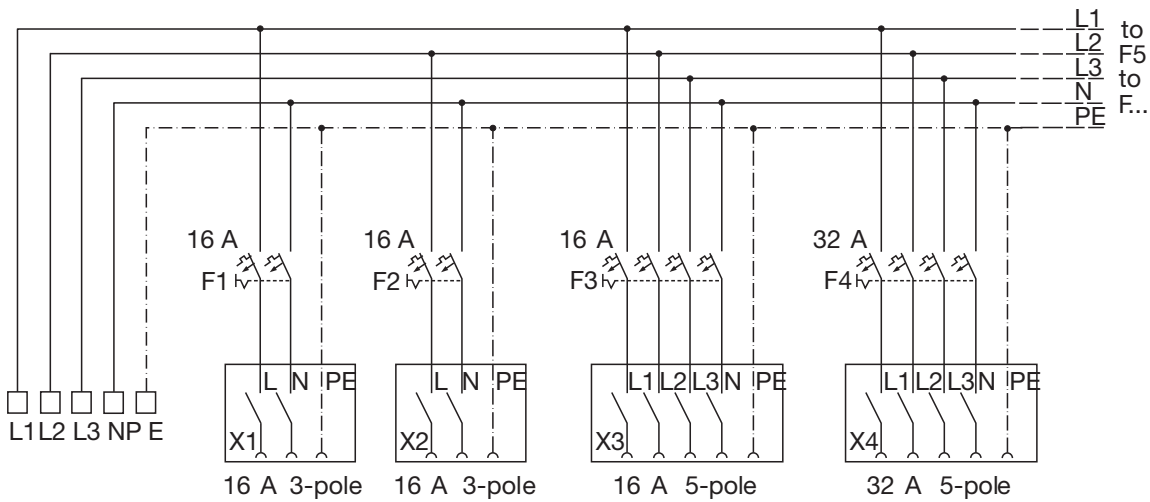 L1 to
L2 F5
L3 to
N F...
PE
16 A 16 A 16 A 32 A
F1 F2 F3 F4
L N PE L N PE L1 L2 L3 N PE L1 L2 L3 N PE
L1 L2 L3 NP E X1 X2 X3 X4
16 A 3-pole 16 A 3-pole 16 A 5-pole 32 A 5-pole